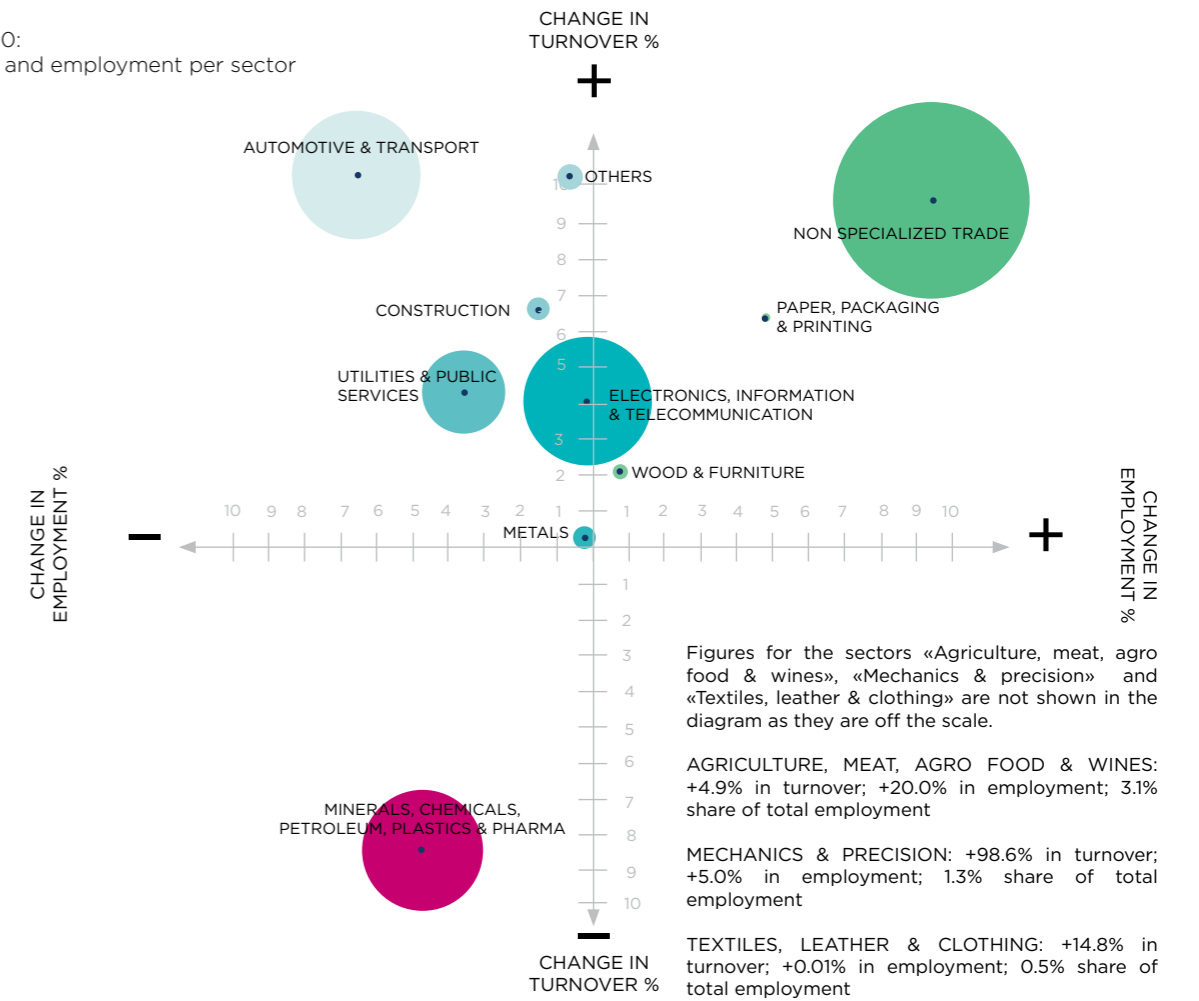 O:
and employment per sector
CHANGE IN
TURNOVER %
+
AUTOMOTIVE & TRANSPORT
OTHERS
NON SPECIALIZED TRADE
CONSTRUCTION
PAPER, PACKAGING
& PRINTING
UTILITIES & PUBLIC
SERVICES
ELECTRONICS, INFORMATION
& TELECOMMUNICATION
WOOD & FURNITURE
METALS
10
9
8
7
6
5
3
2
CHANGE IN
EMPLOYMENT %
−
10 9 8 7 6 5 4 3 2 1 1 2 3 4 5 6 7 8 9 10
+
CHANGE IN
EMPLOYMENT %
1
2
3
4
5
6
7
8
9
10
MINERALS, CHEMICALS,
PETROLEUM, PLASTICS & PHARMA
−
CHANGE IN
TURNOVER %
Figures for the sectors «Agriculture, meat, agro
food & wines», «Mechanics & precision» and
«Textiles, leather & clothing» are not shown in the
diagram as they are off the scale.
AGRICULTURE, MEAT, AGRO FOOD & WINES:
+4.9% in turnover; +20.0% in employment; 3.1%
share of total employment
MECHANICS & PRECISION: +98.6% in turnover;
+5.0% in employment; 1.3% share of total
employment
TEXTILES, LEATHER & CLOTHING: +14.8% in
turnover; +0.01% in employment; 0.5% share of
total employment